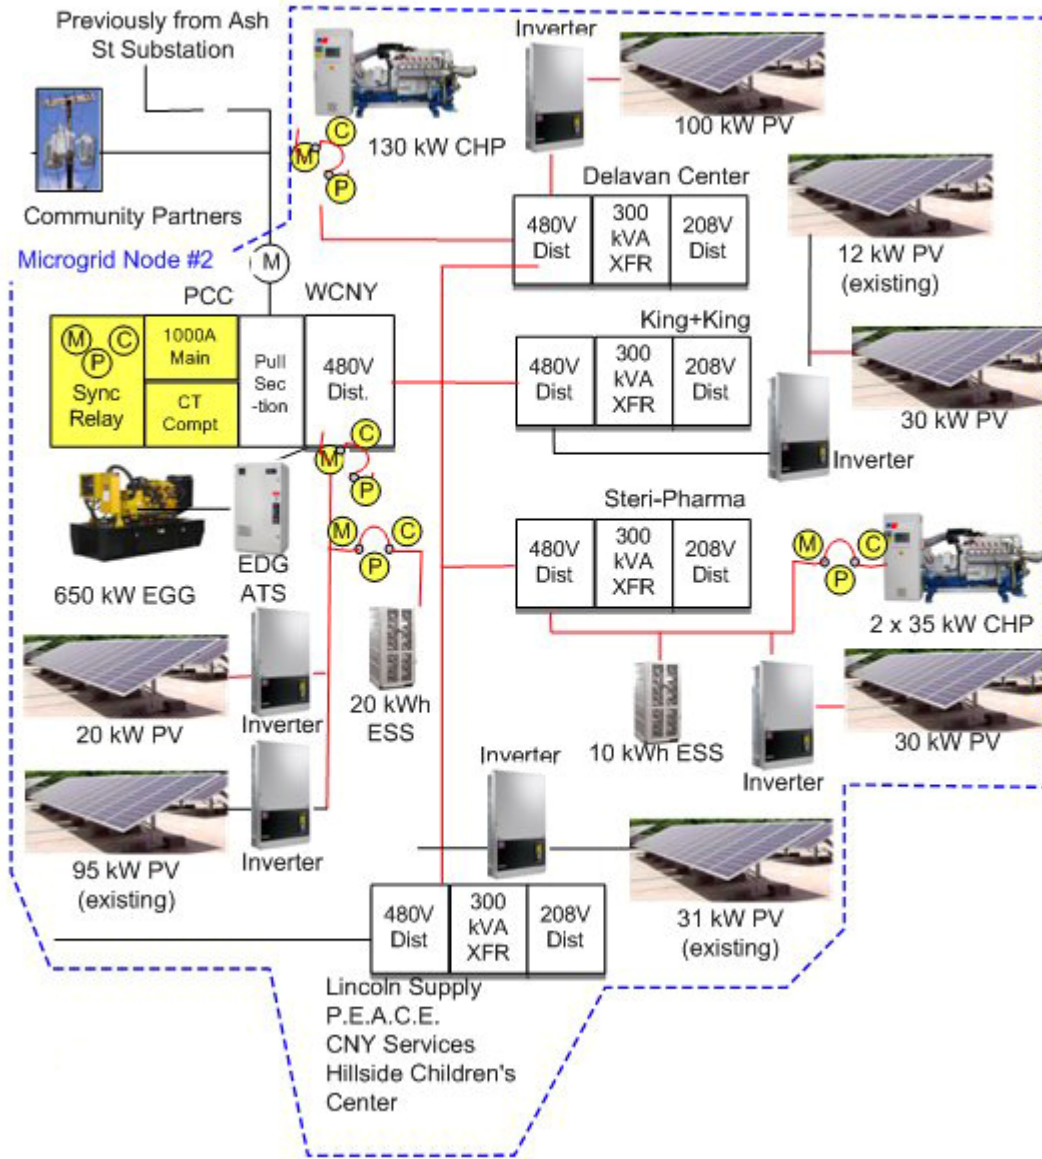 Previously from Ash
St Substation
Community Partners
Microgrid Node #2
M
Inverter
100 kW PV
130 kW CHP
C
M
P
Delavan Center
480V
Dist
300
kVA
XFR
208V
Dist
12 kW PV
(existing)
PCC
WCNY
M
C
P
Sync
Relay
1000A
Main
CT
Compt
Pull
Sec
-tion
480V
Dist.
King+King
480V
Dist
300
kVA
XFR
208V
Dist
30 kW PV
Inverter
C
M
P
650 kW EGG
EDG
ATS
M
C
P
Steri-Pharma
480V
Dist
300
kVA
XFR
208V
Dist
M
C
P
2 x 35 kW CHP
20 kW PV
Inverter
20 kWh
ESS
10 kWh ESS
Inverter
30 kW PV
95 kW PV
(existing)
Inverter
Inverter
31 kW PV
(existing)
480V
Dist
300
kVA
XFR
208V
Dist
Lincoln Supply
P.E.A.C.E.
CNY Services
Hillside Children's
Center